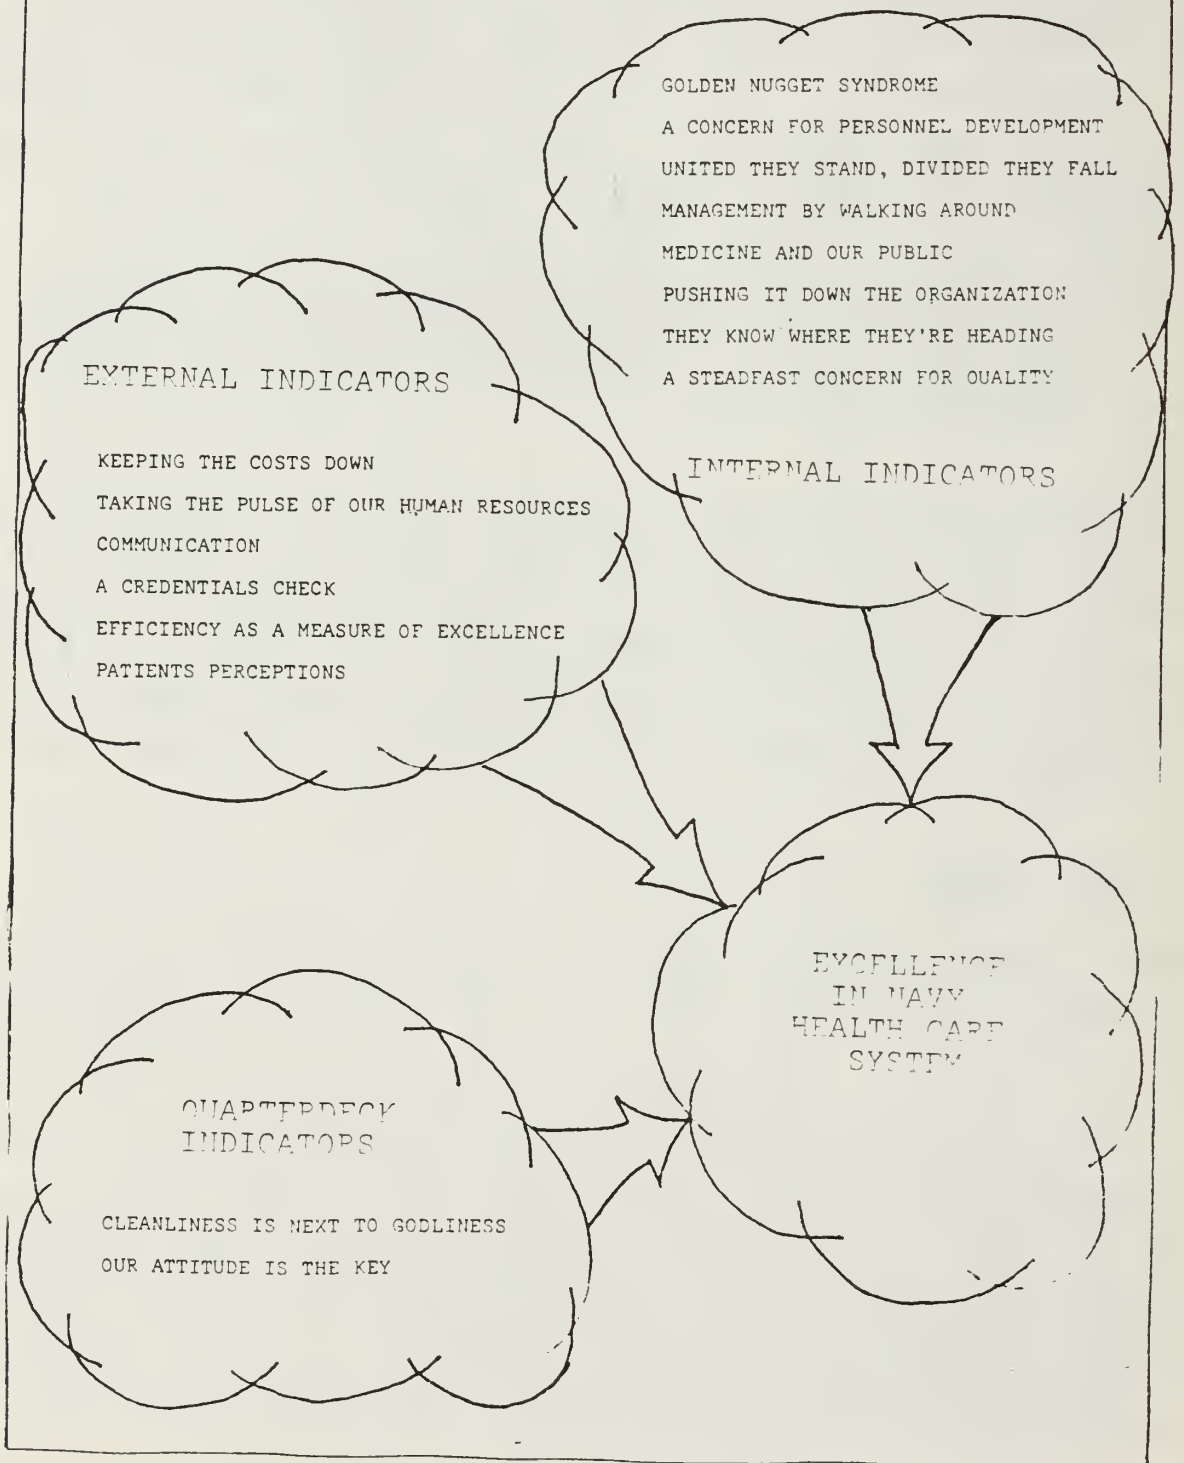 GOLDEN NUGGET SYNDROME
A CONCERN FOR PERSONNEL DEVELOPMENT
UNITED THEY STAND, DIVIDED THEY FALL
MANAGEMENT BY WALKING AROUND
MEDICINE AND OUR PUBLIC
PUSHING IT DOWN THE ORGANIZATION
THEY KNOW WHERE THEY'RE HEADING
A STEADFAST CONCERN FOR QUALITY
INTERNAL INDICATORS
EXTERNAL INDICATORS
KEEPING THE COSTS DOWN
TAKING THE PULSE OF OUR HUMAN RESOURCES
COMMUNICATION
A CREDENTIALS CHECK
EFFICIENCY AS A MEASURE OF EXCELLENCE
PATIENTS PERCEPTIONS
EXCELLENCE
IN NAVY
HEALTH CARE
SYSTEM
QUARTERDECK
INDICATORS
CLEANLINESS IS NEXT TO GODLINESS
OUR ATTITUDE IS THE KEY